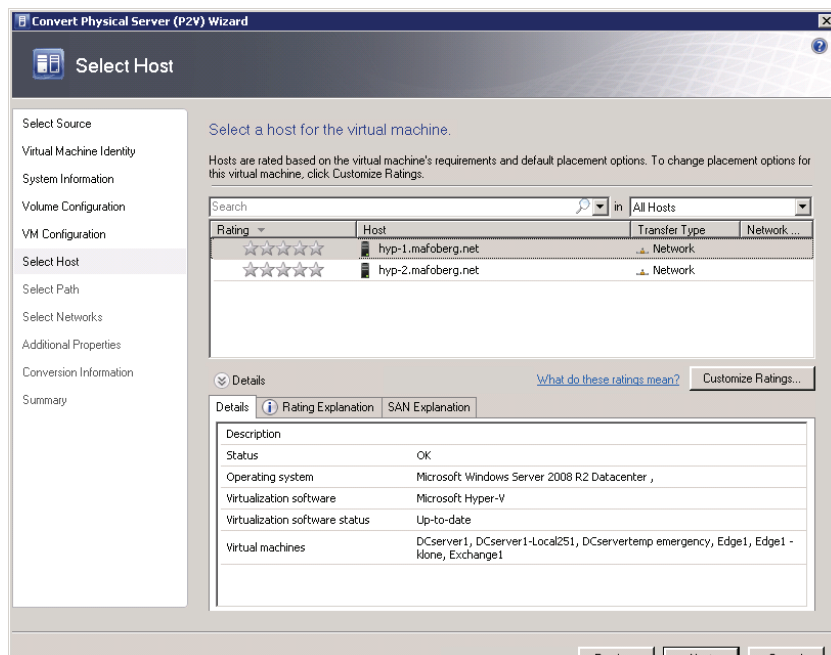 Convert Physical Server (P2V) Wizard
Select Host
Select Source
Virtual Machine Identity
System Information
Volume Configuration
VM Configuration
Select Host
Select Path
Select Networks
Additional Properties
Conversion Information
Summary
Select a host for the virtual machine.
Hosts are rated based on the virtual machine's requirements and default placement options. To change placement options for
this virtual machine, click Customize Ratings.
Search in All Hosts
Rating Host Transfer Type Network ...
hyp-1.mafoberg.net Network
hyp-2.mafoberg.net Network
Details What do these ratings mean? Customize Ratings...
Details Rating Explanation SAN Explanation
Description
Status OK
Operating system Microsoft Windows Server 2008 R2 Datacenter ,
Virtualization software Microsoft Hyper-V
Virtualization software status Up-to-date
Virtual machines DCserver1, DCserver1-Local251, DCservertemp emergency, Edge1, Edge1 -
klone, Exchange1